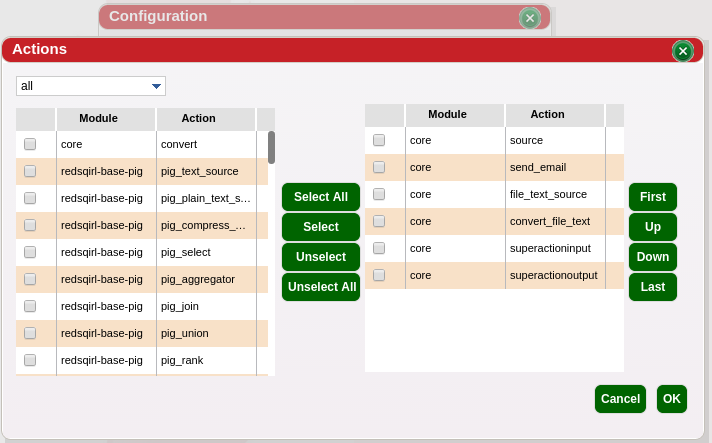 Configuration
Actions
all
Module Action
core convert
redsqirl-base-pig pig_text_source
redsqirl-base-pig pig_plain_text_s...
redsqirl-base-pig pig_compress_...
redsqirl-base-pig pig_select
redsqirl-base-pig pig_aggregator
redsqirl-base-pig pig_join
redsqirl-base-pig pig_union
redsqirl-base-pig pig_rank
Select All
Select
Unselect
Unselect All
Module Action
core source
core send_email
core file_text_source
core convert_file_text
core superactioninput
core superactionoutput
First
Up
Down
Last
Cancel OK